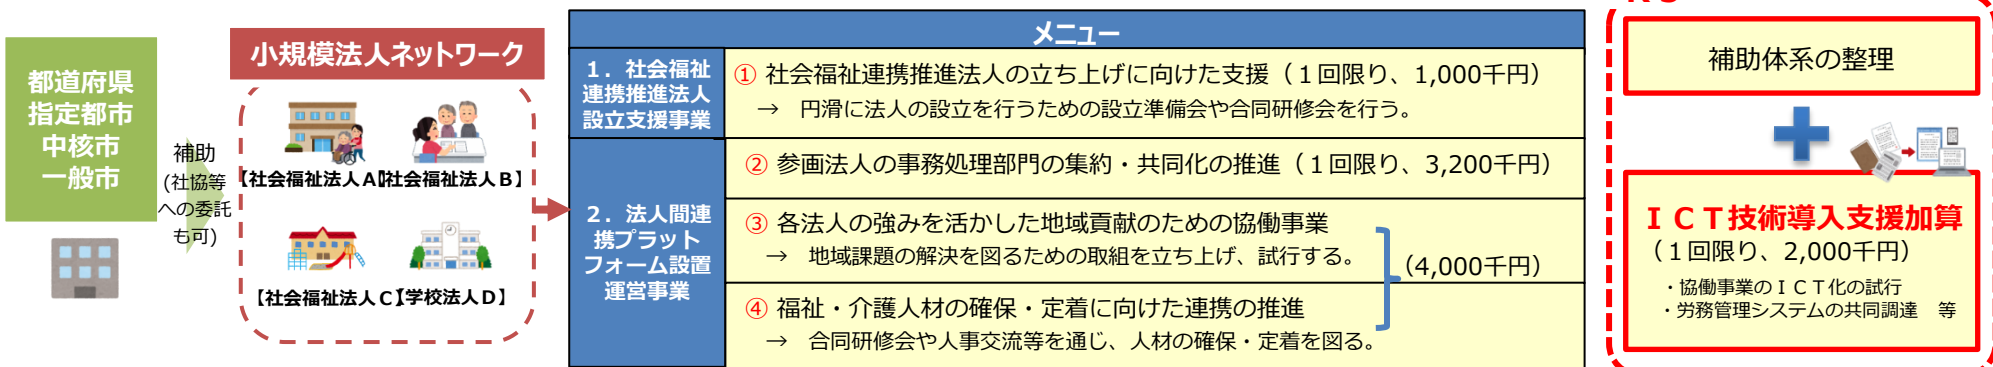 都道府県
指定都市
中核市
一般市
補助
(社協等
への委託
も可)
小規模法人ネットワーク
【社会福祉法人A】
【社会福祉法人B】
【社会福祉法人C】
【学校法人D】
メニュー
１．社会福祉
連携推進法人
設立支援事業
① 社会福祉連携推進法人の立ち上げに向けた支援（１回限り、1,000千円）
→ 円滑に法人の設立を行うための設立準備会や合同研修会を行う。
２．法人間連
携プラット
フォーム設置
運営事業
② 参画法人の事務処理部門の集約・共同化の推進（１回限り、3,200千円）
③ 各法人の強みを活かした地域貢献のための協働事業
→ 地域課題の解決を図るための取組を立ち上げ、試行する。
（4,000千円）
④ 福祉・介護人材の確保・定着に向けた連携の推進
→ 合同研修会や人事交流等を通じ、人材の確保・定着を図る。
補助体系の整理
ＩＣＴ技術導入支援加算
（１回限り、2,000千円）
・協働事業のＩＣＴ化の試行
・労務管理システムの共同調達　等